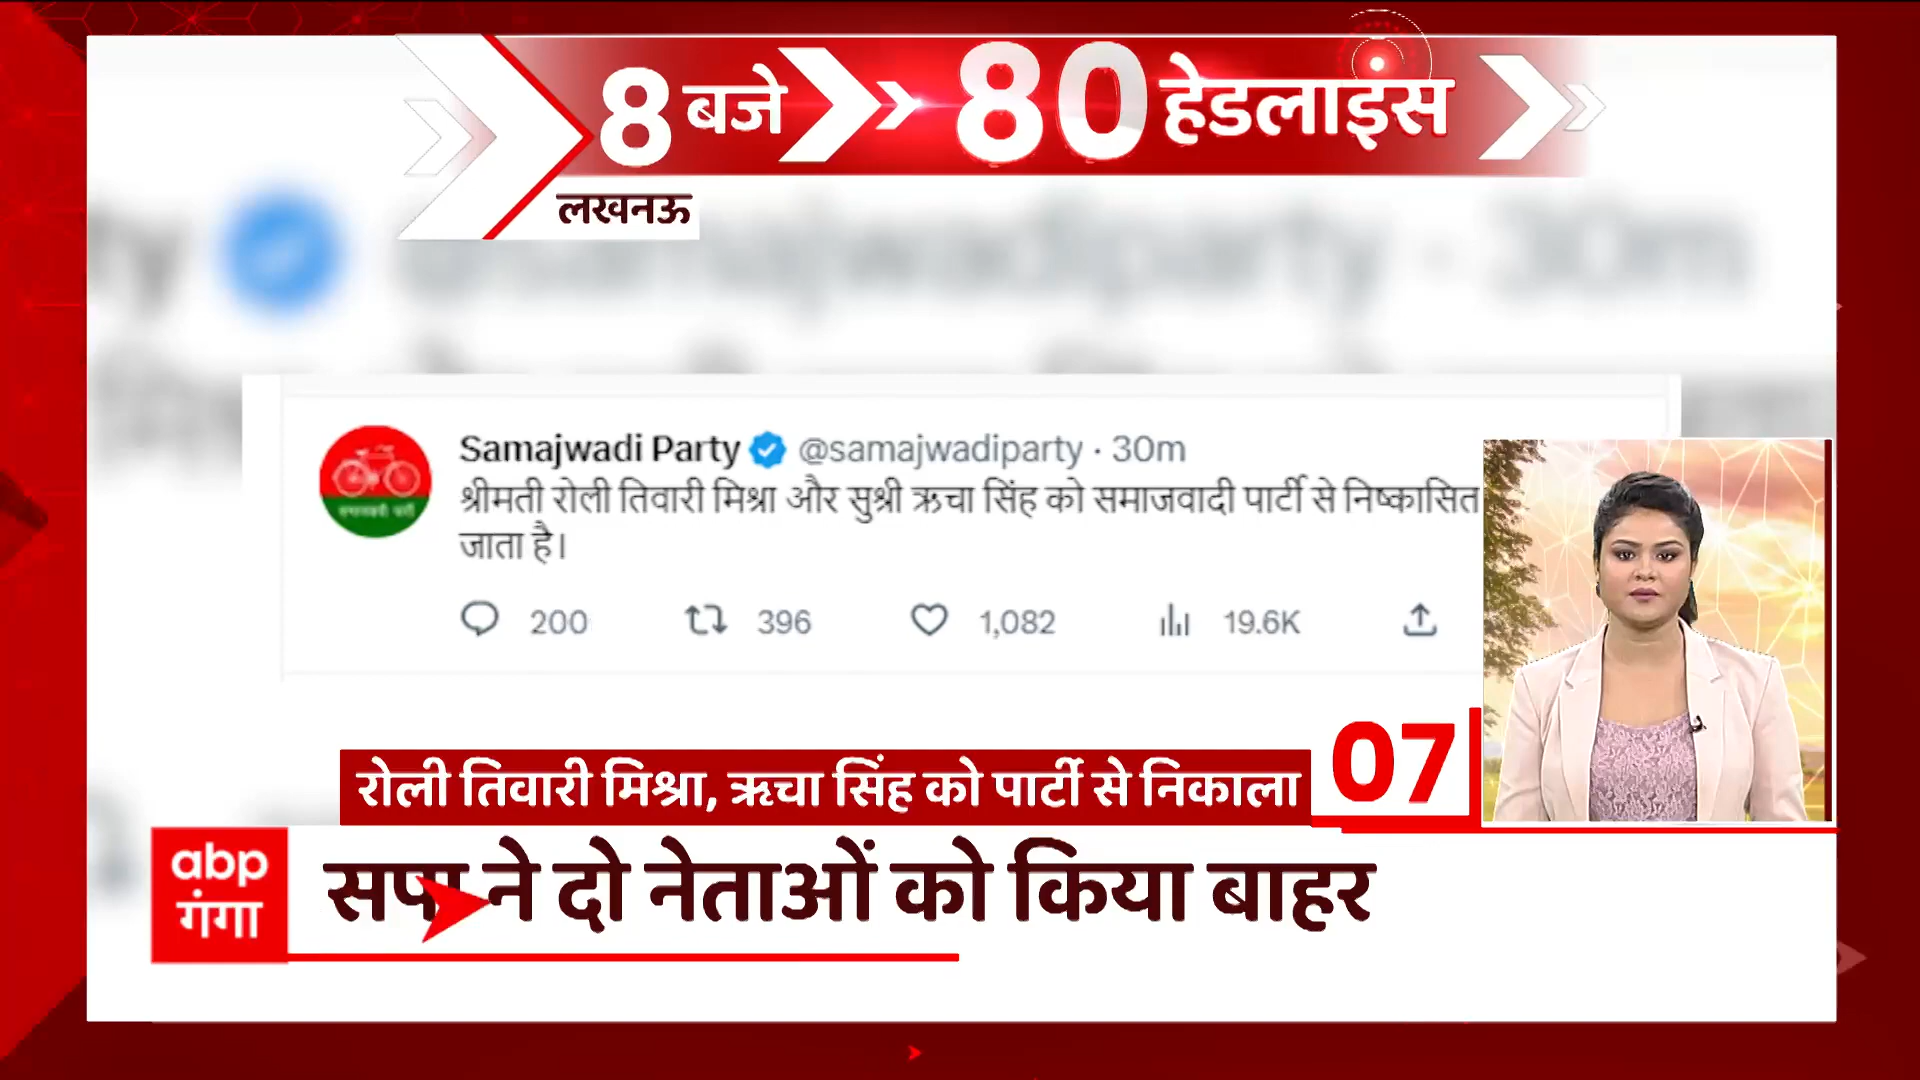 8 बजे 80 हेडलाइंस
लखनऊ
Samajwadi Party @samajwadiparty · 30m
श्रीमती रोली तिवारी मिश्रा और सुश्री ऋचा सिंह को समाजवादी पार्टी से निष्कासित
जाता है।
200 396 1,082 19.6K
रोली तिवारी मिश्रा, ऋचा सिंह को पार्टी से निकाला
07
abp
गंगा
सपा ने दो नेताओं को किया बाहर